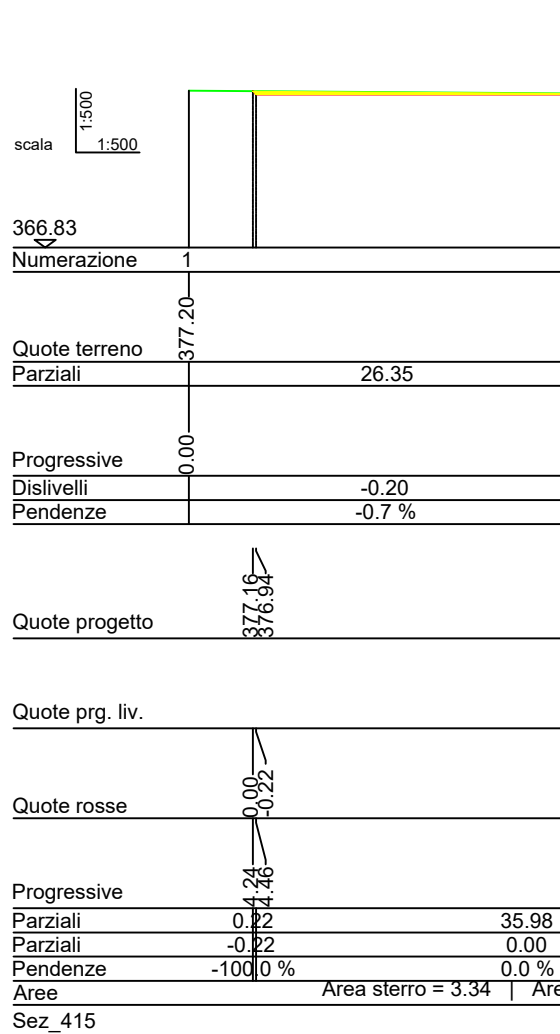 1:500
scala 1:500
366.83
Numerazione 1
377.20
Quote terreno
Parziali 26.35
0.00
Progressive
Dislivelli -0.20
Pendenze -0.7 %
377.16
376.94
Quote progetto
Quote prg. liv.
0.00
-0.22
Quote rosse
4.24
4.46
Progressive
Parziali 0.22 35.98
Parziali -0.22 0.00
Pendenze -100.0 % 0.0 %
Aree Area sterro = 3.34 | Are
Sez_415